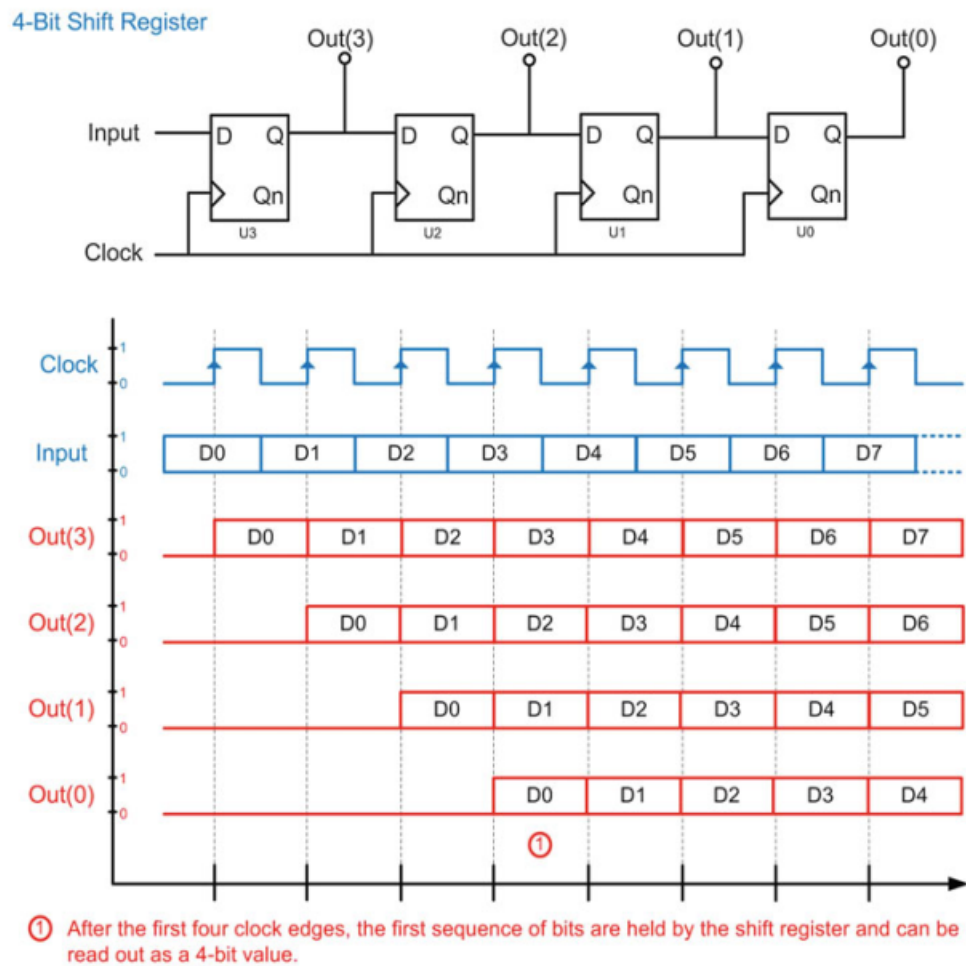 4-Bit Shift Register
Out(3) Out(2) Out(1) Out(0)
Input D Q D Q D Q D Q
Qn Qn Qn Qn
U3 U2 U1 U0
Clock
Clock 1
0
Input 1
0
D0 D1 D2 D3 D4 D5 D6 D7
Out(3) 1
0
D0 D1 D2 D3 D4 D5 D6 D7
Out(2) 1
0
D0 D1 D2 D3 D4 D5 D6
Out(1) 1
0
D0 D1 D2 D3 D4 D5
Out(0) 1
0
D0 D1 D2 D3 D4
1
1 After the first four clock edges, the first sequence of bits are held by the shift register and can be
read out as a 4-bit value.